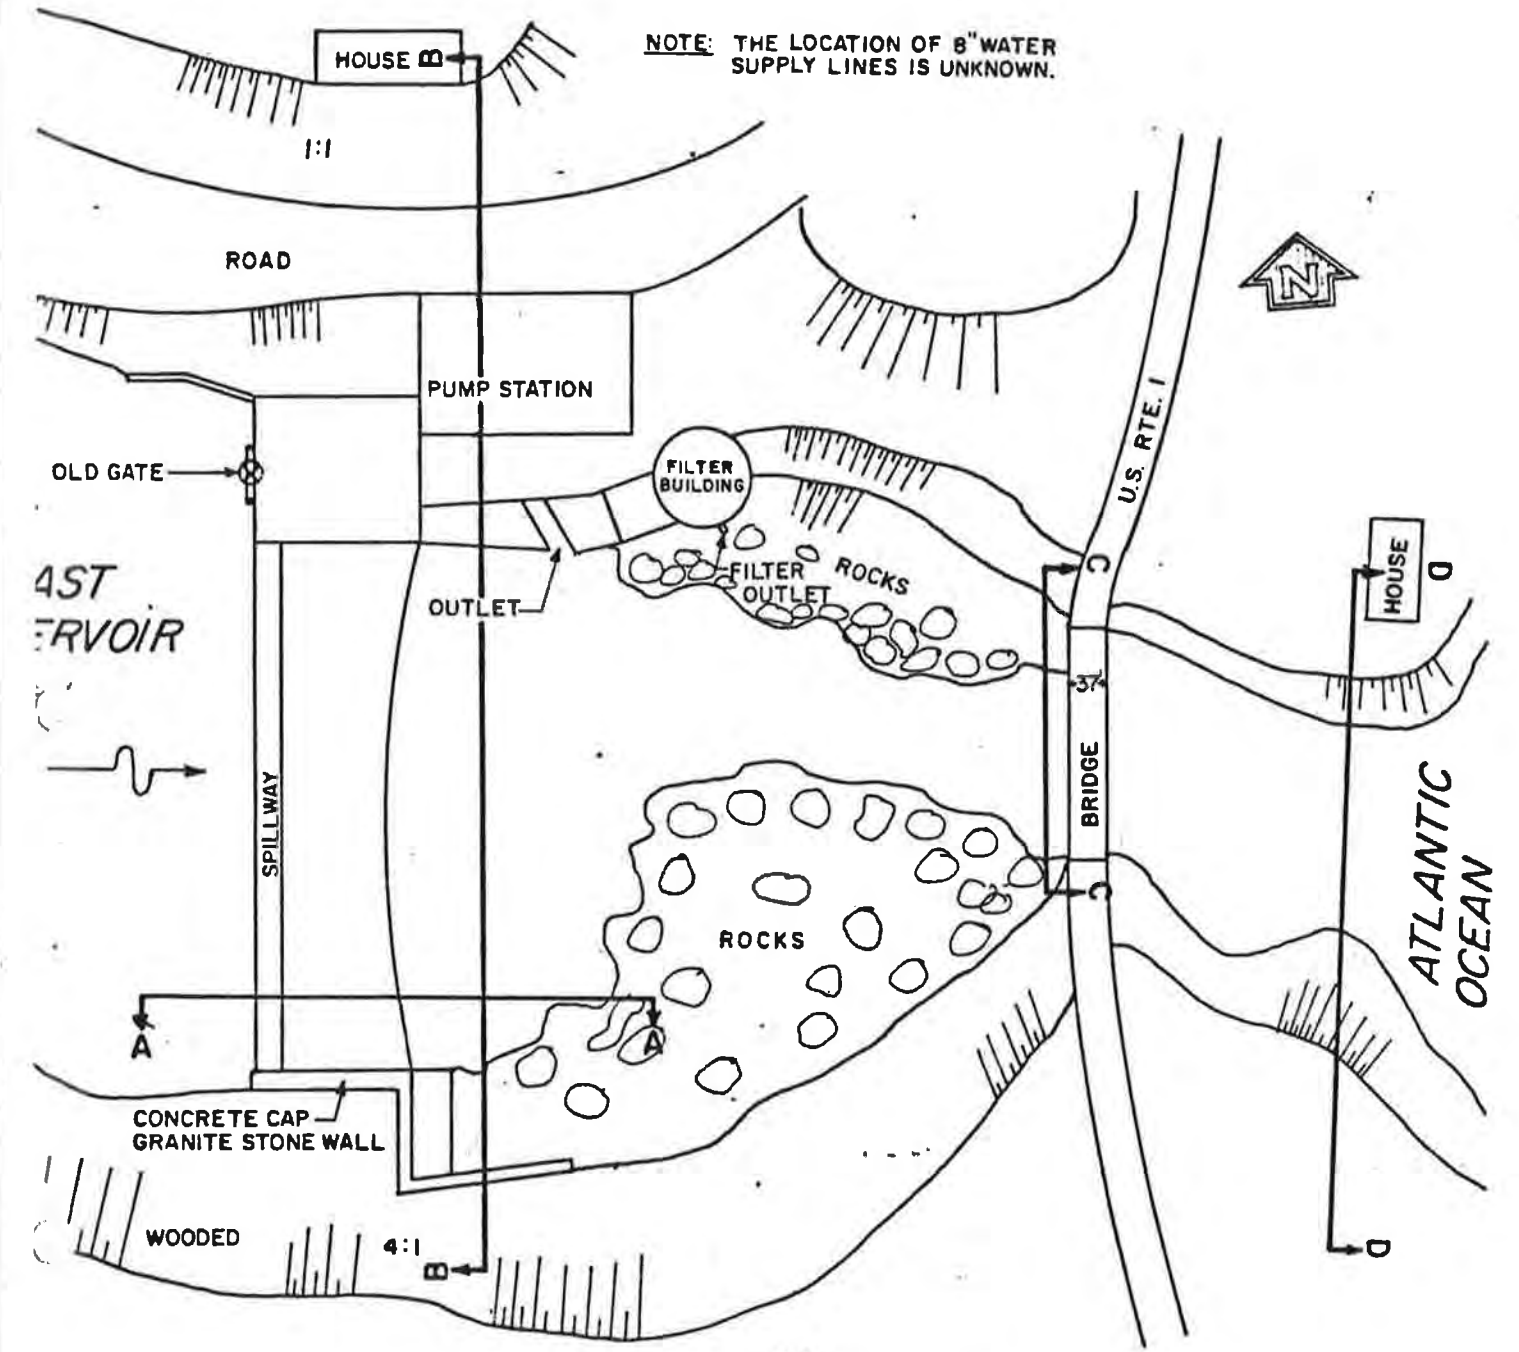 NOTE: THE LOCATION OF 8" WATER
SUPPLY LINES IS UNKNOWN.
HOUSE B
1:1
ROAD
N
PUMP STATION
U.S. RTE. 1
OLD GATE
FILTER
BUILDING
ROCKS
FILTER
OUTLET
OUTLET
C
HOUSE
D
AST
ERVOIR
37
BRIDGE
SPILLWAY
ATLANTIC
OCEAN
C
ROCKS
A
A
CONCRETE CAP
GRANITE STONE WALL
WOODED
4:1
B
D